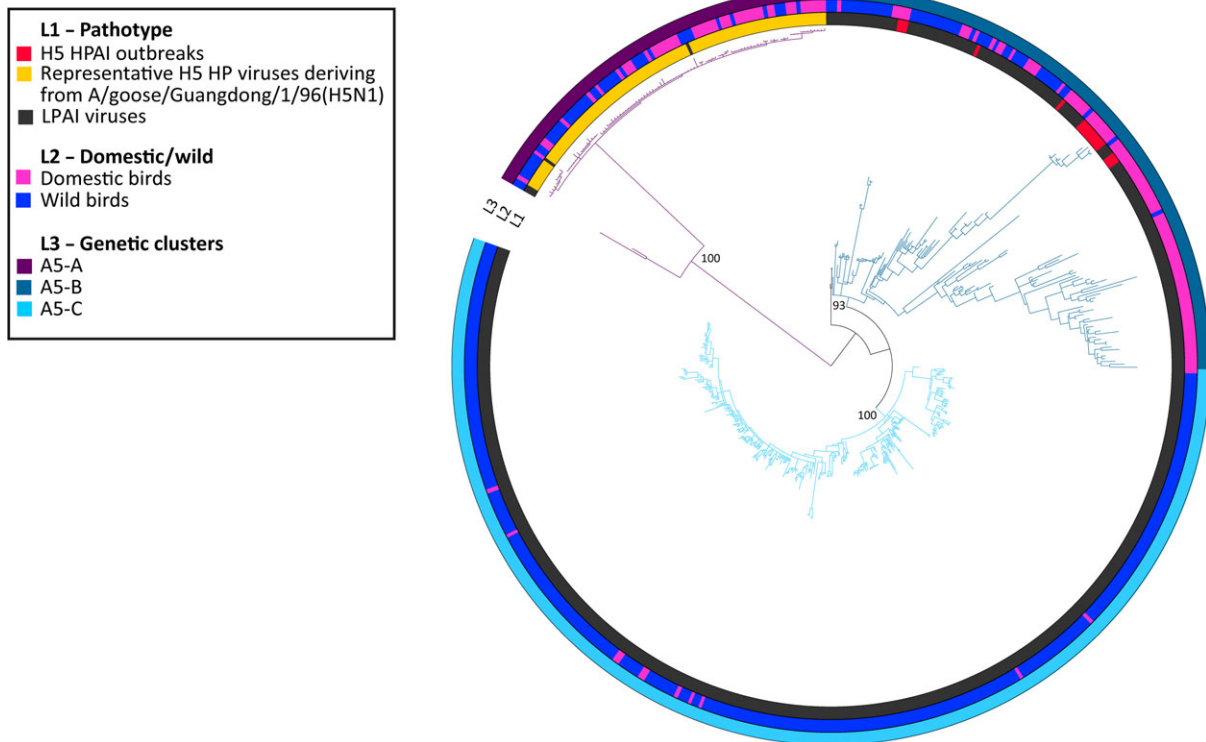 L1 – Pathotype
H5 HPAI outbreaks
Representative H5 HP viruses deriving
from A/goose/Guangdong/1/96(H5N1)
LPAI viruses
L2 – Domestic/wild
Domestic birds
Wild birds
L3 – Genetic clusters
A5-A
A5-B
A5-C
L3
L2
L1
100
93
100